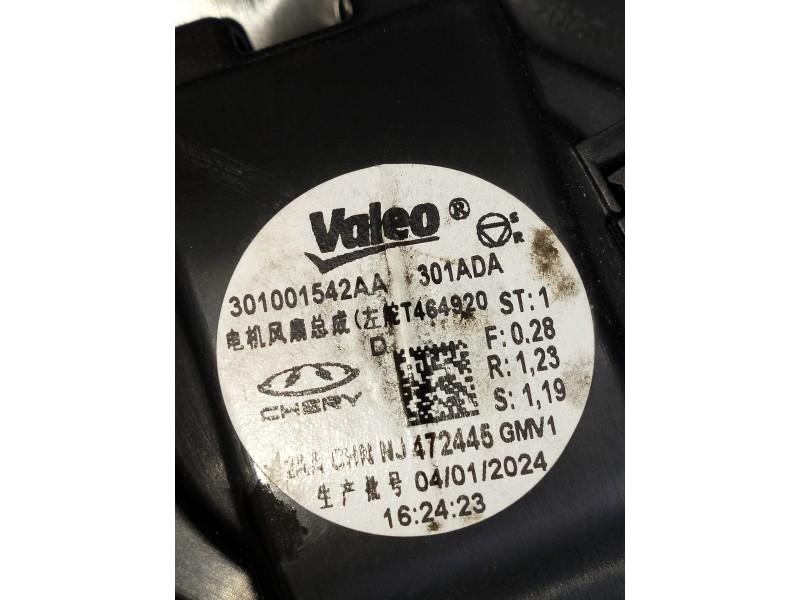 Valeo®
S
R
301001542AA 301ADA
电机风扇总成(左舵T464920 ST:1
D F:0.28
R:1,23
CHERY S:1,19
CHN NJ 472445 GMV1
生产批号 04/01/2024
16:24:23